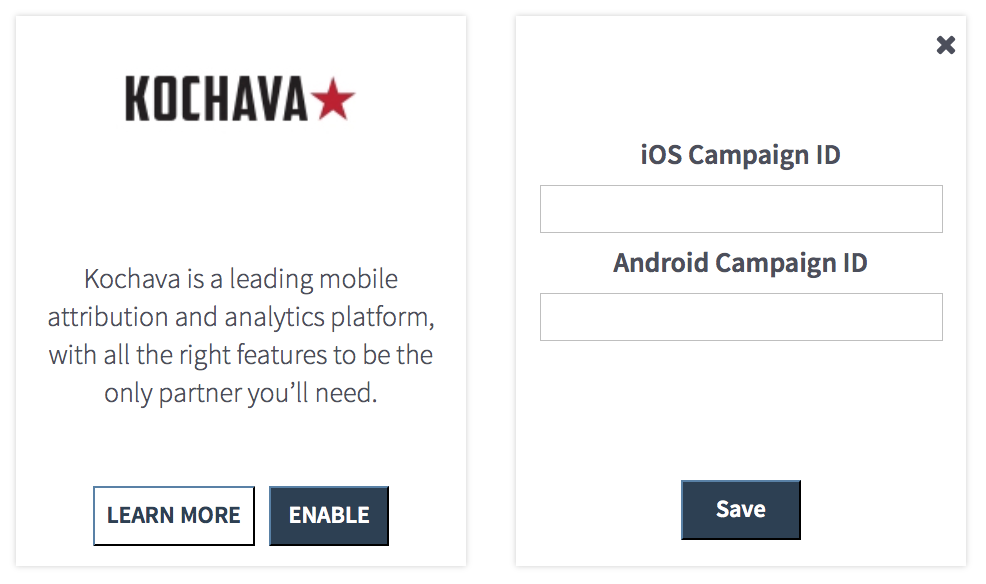 KOCHAVA
Kochava is a leading mobile
attribution and analytics platform,
with all the right features to be the
only partner you’ll need.
LEARN MORE
ENABLE
iOS Campaign ID
Android Campaign ID
Save